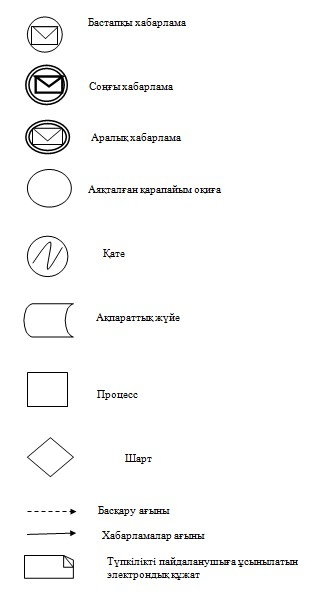 Бастапқы хабарлама
Соңғы хабарлама
Аралық хабарлама
Аяқталған қарапайым оқиға
Қате
Ақпараттық жүйе
Процесс
Шарт
Басқару ағыны
Хабарламалар ағыны
Түпкілікті пайдаланушыға ұсынылатын
электрондық құжат